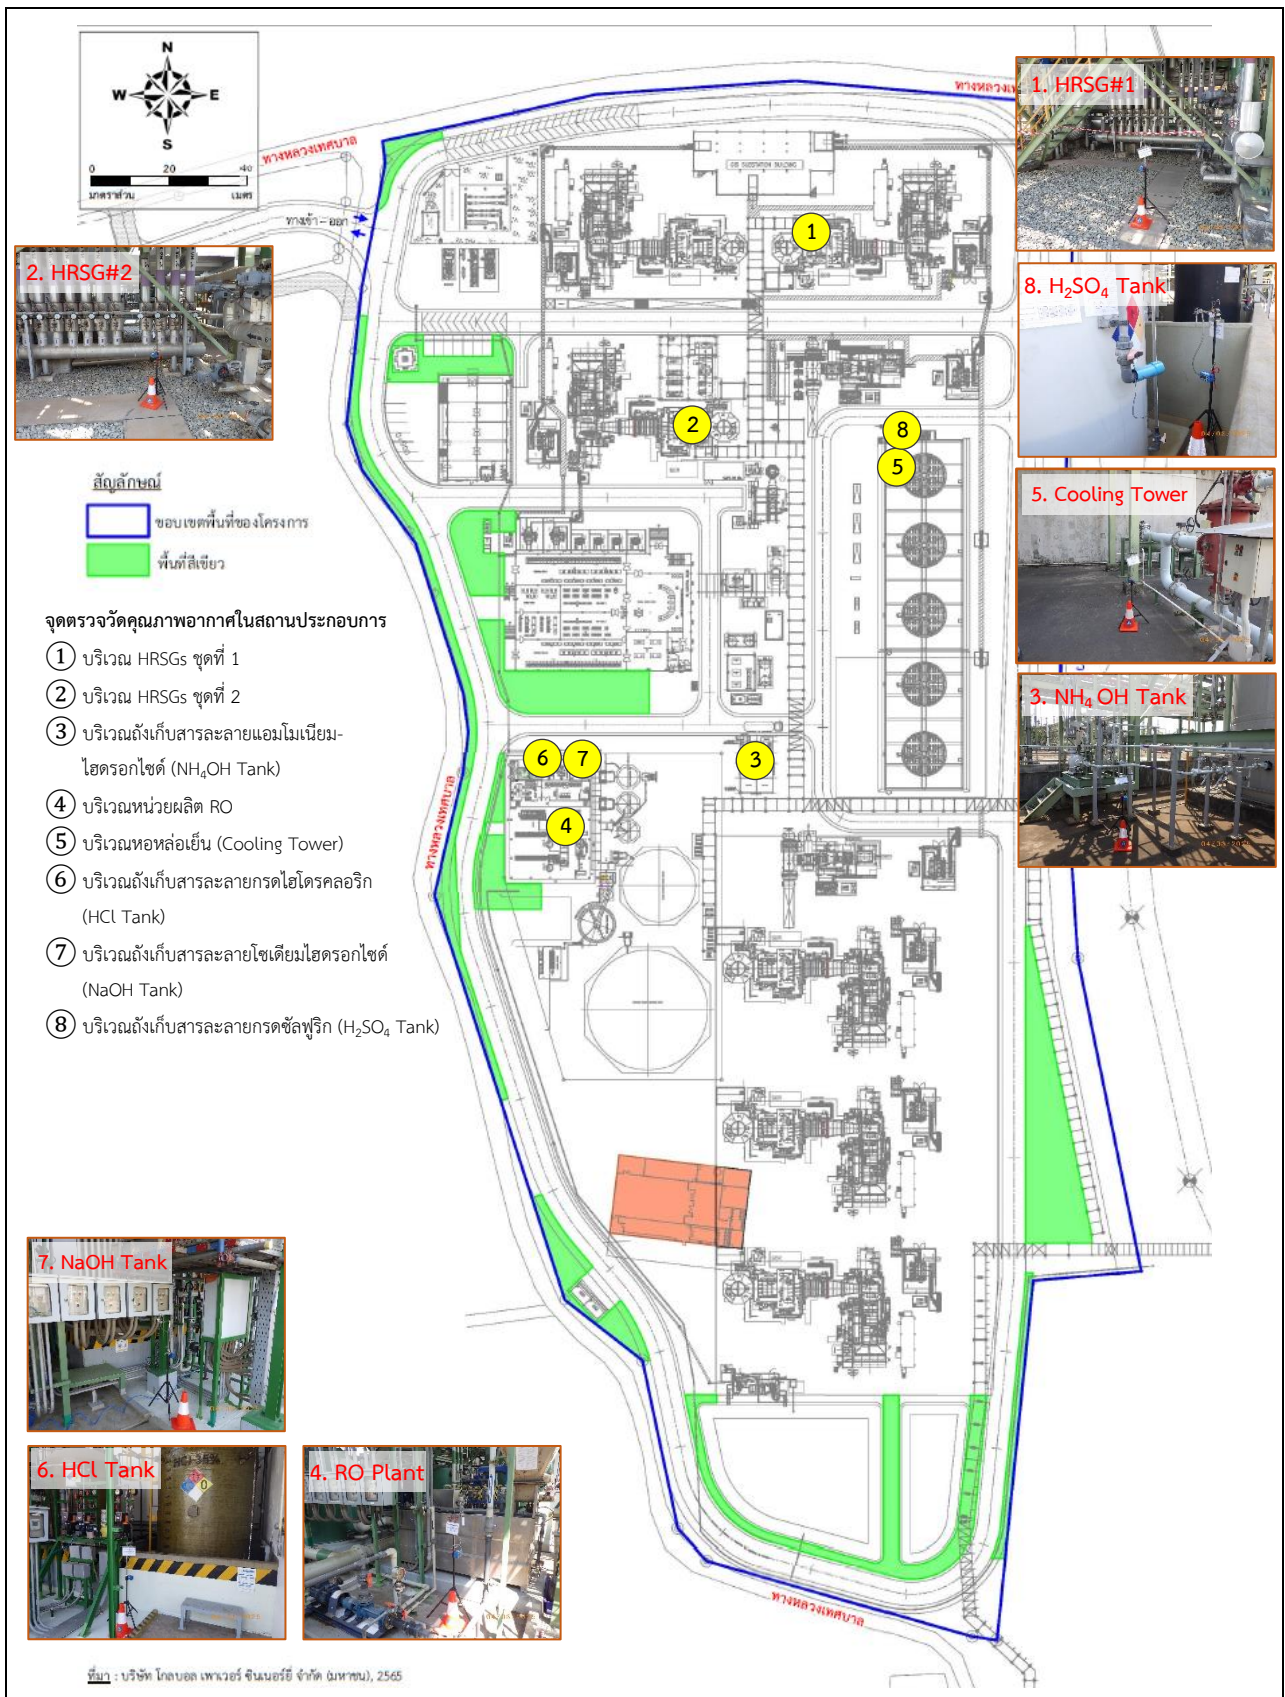 N
W E
S
0 20 40
มาตราส่วน เมตร
ทางหลวงเทศบาล
ทางเข้า – ออก
GIS SUBSTATION BUILDING
1. HRSG#1
2. HRSG#2
8. H₂SO₄ Tank
5. Cooling Tower
3. NH₄ OH Tank
1
2
8
5
6
7
3
4
สัญลักษณ์
ขอบเขตพื้นที่ของโครงการ
พื้นที่สีเขียว
จุดตรวจวัดคุณภาพอากาศในสถานประกอบการ
① บริเวณ HRSGs ชุดที่ 1
② บริเวณ HRSGs ชุดที่ 2
③ บริเวณถังเก็บสารละลายแอมโมเนียม-
ไฮดรอกไซด์ (NH₄OH Tank)
④ บริเวณหน่วยผลิต RO
⑤ บริเวณหอหล่อเย็น (Cooling Tower)
⑥ บริเวณถังเก็บสารละลายกรดไฮโดรคลอริก
(HCl Tank)
⑦ บริเวณถังเก็บสารละลายโซเดียมไฮดรอกไซด์
(NaOH Tank)
⑧ บริเวณถังเก็บสารละลายกรดซัลฟูริก (H₂SO₄ Tank)
ทางหลวงเทศบาล
7. NaOH Tank
6. HCl Tank
4. RO Plant
ทางหลวงเทศบาล
ที่มา : บริษัท โกลบอล เพาเวอร์ ซินเนอร์ยี่ จำกัด (มหาชน), 2565